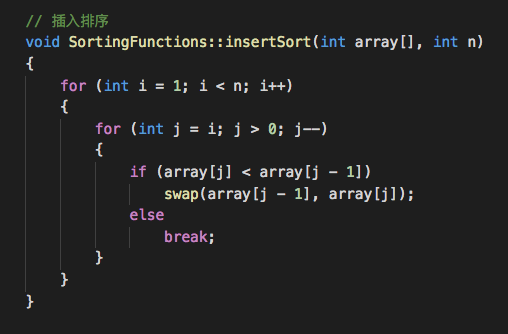 // 插入排序
void SortingFunctions::insertSort(int array[], int n)
{
    for (int i = 1; i < n; i++)
    {
        for (int j = i; j > 0; j--)
        {
            if (array[j] < array[j - 1])
                swap(array[j - 1], array[j]);
            else
                break;
        }
    }
}